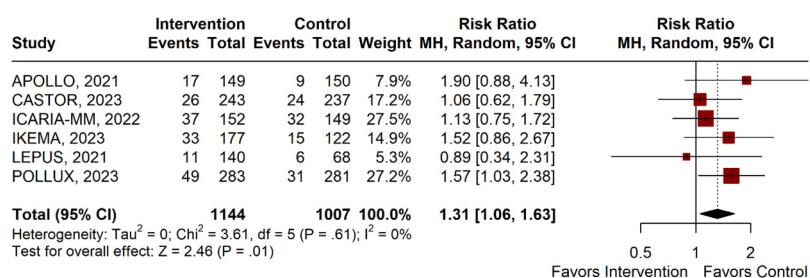 Intervention Control Risk Ratio Risk Ratio
Study Events Total Events Total Weight MH, Random, 95% CI MH, Random, 95% CI
APOLLO, 2021 17 149 9 150 7.9% 1.90 [0.88, 4.13]
CASTOR, 2023 26 243 24 237 17.2% 1.06 [0.62, 1.79]
ICARIA-MM, 2022 37 152 32 149 27.5% 1.13 [0.75, 1.72]
IKEMA, 2023 33 177 15 122 14.9% 1.52 [0.86, 2.67]
LEPUS, 2021 11 140 6 68 5.3% 0.89 [0.34, 2.31]
POLLUX, 2023 49 283 31 281 27.2% 1.57 [1.03, 2.38]
Total (95% CI) 1144 1007 100.0% 1.31 [1.06, 1.63]
Heterogeneity: Tau² = 0; Chi² = 3.61, df = 5 (P = .61); I² = 0%
Test for overall effect: Z = 2.46 (P = .01)
0.5 1 2
Favors Intervention Favors Control